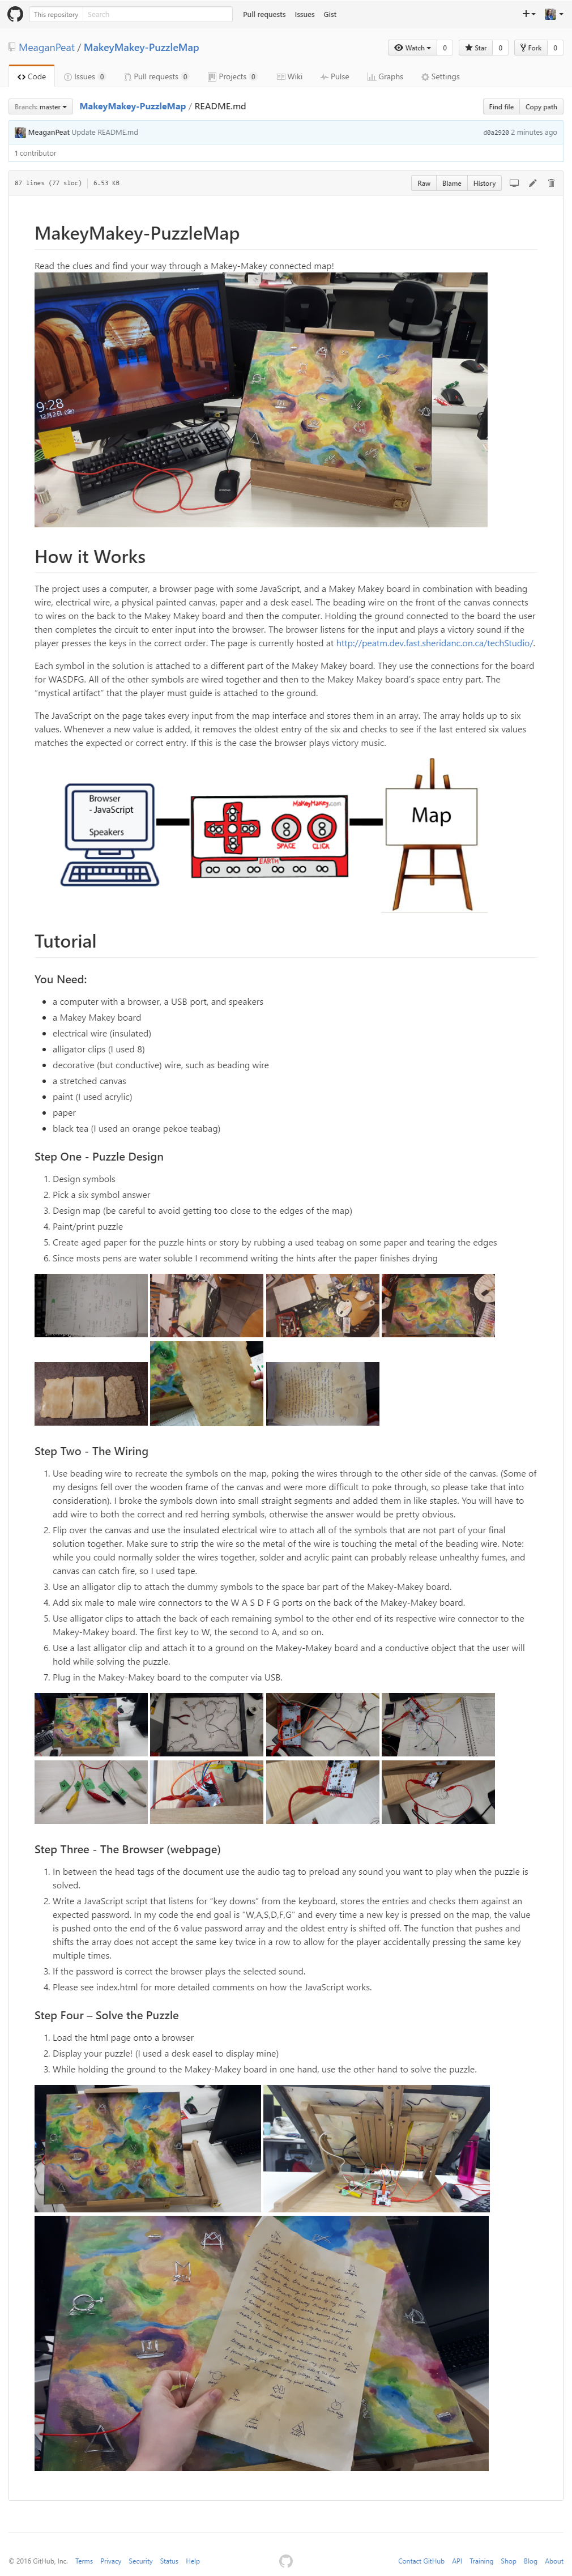 This repository Search Pull requests Issues Gist
MeaganPeat / MakeyMakey-PuzzleMap Watch 0 Star 0 Fork 0
Code Issues 0 Pull requests 0 Projects 0 Wiki Pulse Graphs Settings
Branch: master MakeyMakey-PuzzleMap / README.md Find file Copy path
MeaganPeat Update README.md d0a2920 2 minutes ago
1 contributor
87 lines (77 sloc) 6.53 KB Raw Blame History
MakeyMakey-PuzzleMap
Read the clues and find your way through a Makey-Makey connected map!
9:28
12月2日
How it Works
The project uses a computer, a browser page with some JavaScript, and a Makey Makey board in combination with beading
wire, electrical wire, a physical painted canvas, paper and a desk easel. The beading wire on the front of the canvas connects
to wires on the back to the Makey Makey board and then the computer. Holding the ground connected to the board the user
then completes the circuit to enter input into the browser. The browser listens for the input and plays a victory sound if the
player presses the keys in the correct order. The page is currently hosted at http://peatm.dev.fast.sheridanc.on.ca/techStudio/.
Each symbol in the solution is attached to a different part of the Makey Makey board. They use the connections for the board
for WASDFG. All of the other symbols are wired together and then to the Makey Makey board's space entry part. The
"mystical artifact" that the player must guide is attached to the ground.
The JavaScript on the page takes every input from the map interface and stores them in an array. The array holds up to six
values. Whenever a new value is added, it removes the oldest entry of the six and checks to see if the last entered six values
matches the expected or correct entry. If this is the case the browser plays victory music.
Browser
- JavaScript
Speakers
MaKeyMaKey.com
SPACE CLICK
EARTH
Map
Tutorial
You Need:
a computer with a browser, a USB port, and speakers
a Makey Makey board
electrical wire (insulated)
alligator clips (I used 8)
decorative (but conductive) wire, such as beading wire
a stretched canvas
paint (I used acrylic)
paper
black tea (I used an orange pekoe teabag)
Step One - Puzzle Design
1. Design symbols
2. Pick a six symbol answer
3. Design map (be careful to avoid getting too close to the edges of the map)
4. Paint/print puzzle
5. Create aged paper for the puzzle hints or story by rubbing a used teabag on some paper and tearing the edges
6. Since mosts pens are water soluble I recommend writing the hints after the paper finishes drying
Step Two - The Wiring
1. Use beading wire to recreate the symbols on the map, poking the wires through to the other side of the canvas. (Some of
my designs fell over the wooden frame of the canvas and were more difficult to poke through, so please take that into
consideration). I broke the symbols down into small straight segments and added them in like staples. You will have to
add wire to both the correct and red herring symbols, otherwise the answer would be pretty obvious.
2. Flip over the canvas and use the insulated electrical wire to attach all of the symbols that are not part of your final
solution together. Make sure to strip the wire so the metal of the wire is touching the metal of the beading wire. Note:
while you could normally solder the wires together, solder and acrylic paint can probably release unhealthy fumes, and
canvas can catch fire, so I used tape.
3. Use an alligator clip to attach the dummy symbols to the space bar part of the Makey-Makey board.
4. Add six male to male wire connectors to the W A S D F G ports on the back of the Makey-Makey board.
5. Use alligator clips to attach the back of each remaining symbol to the other end of its respective wire connector to the
Makey-Makey board. The first key to W, the second to A, and so on.
6. Use a last alligator clip and attach it to a ground on the Makey-Makey board and a conductive object that the user will
hold while solving the puzzle.
7. Plug in the Makey-Makey board to the computer via USB.
Step Three - The Browser (webpage)
1. In between the head tags of the document use the audio tag to preload any sound you want to play when the puzzle is
solved.
2. Write a JavaScript script that listens for "key downs" from the keyboard, stores the entries and checks them against an
expected password. In my code the end goal is "W,A,S,D,F,G" and every time a new key is pressed on the map, the value
is pushed onto the end of the 6 value password array and the oldest entry is shifted off. The function that pushes and
shifts the array does not accept the same key twice in a row to allow for the player accidentally pressing the same key
multiple times.
3. If the password is correct the browser plays the selected sound.
4. Please see index.html for more detailed comments on how the JavaScript works.
Step Four – Solve the Puzzle
1. Load the html page onto a browser
2. Display your puzzle! (I used a desk easel to display mine)
3. While holding the ground to the Makey-Makey board in one hand, use the other hand to solve the puzzle.
© 2016 GitHub, Inc. Terms Privacy Security Status Help Contact GitHub API Training Shop Blog About